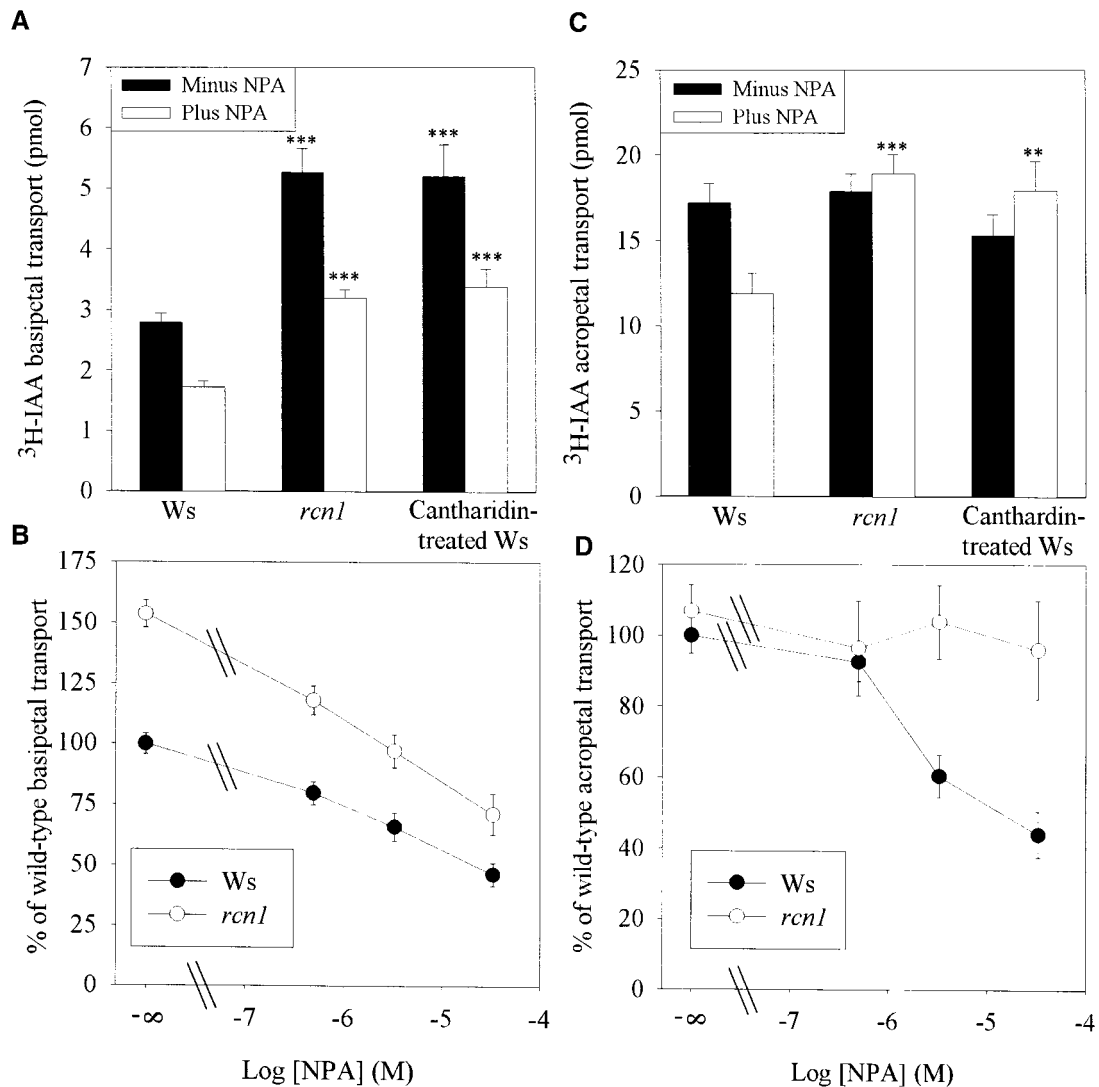 A
³H-IAA basipetal transport (pmol)
7
6
5
4
3
2
1
0
Minus NPA
Plus NPA
***
***
***
***
Ws
rcn1
Cantharidin-
treated Ws
C
³H-IAA acropetal transport (pmol)
25
20
15
10
5
0
Minus NPA
Plus NPA
***
**
Ws
rcn1
Canthardin-
treated Ws
B
% of wild-type basipetal transport
175
150
125
100
75
50
25
0
Ws
rcn1
-∞
-7
-6
-5
-4
Log [NPA] (M)
D
% of wild-type acropetal transport
120
100
80
60
40
20
0
Ws
rcn1
-∞
-7
-6
-5
-4
Log [NPA] (M)